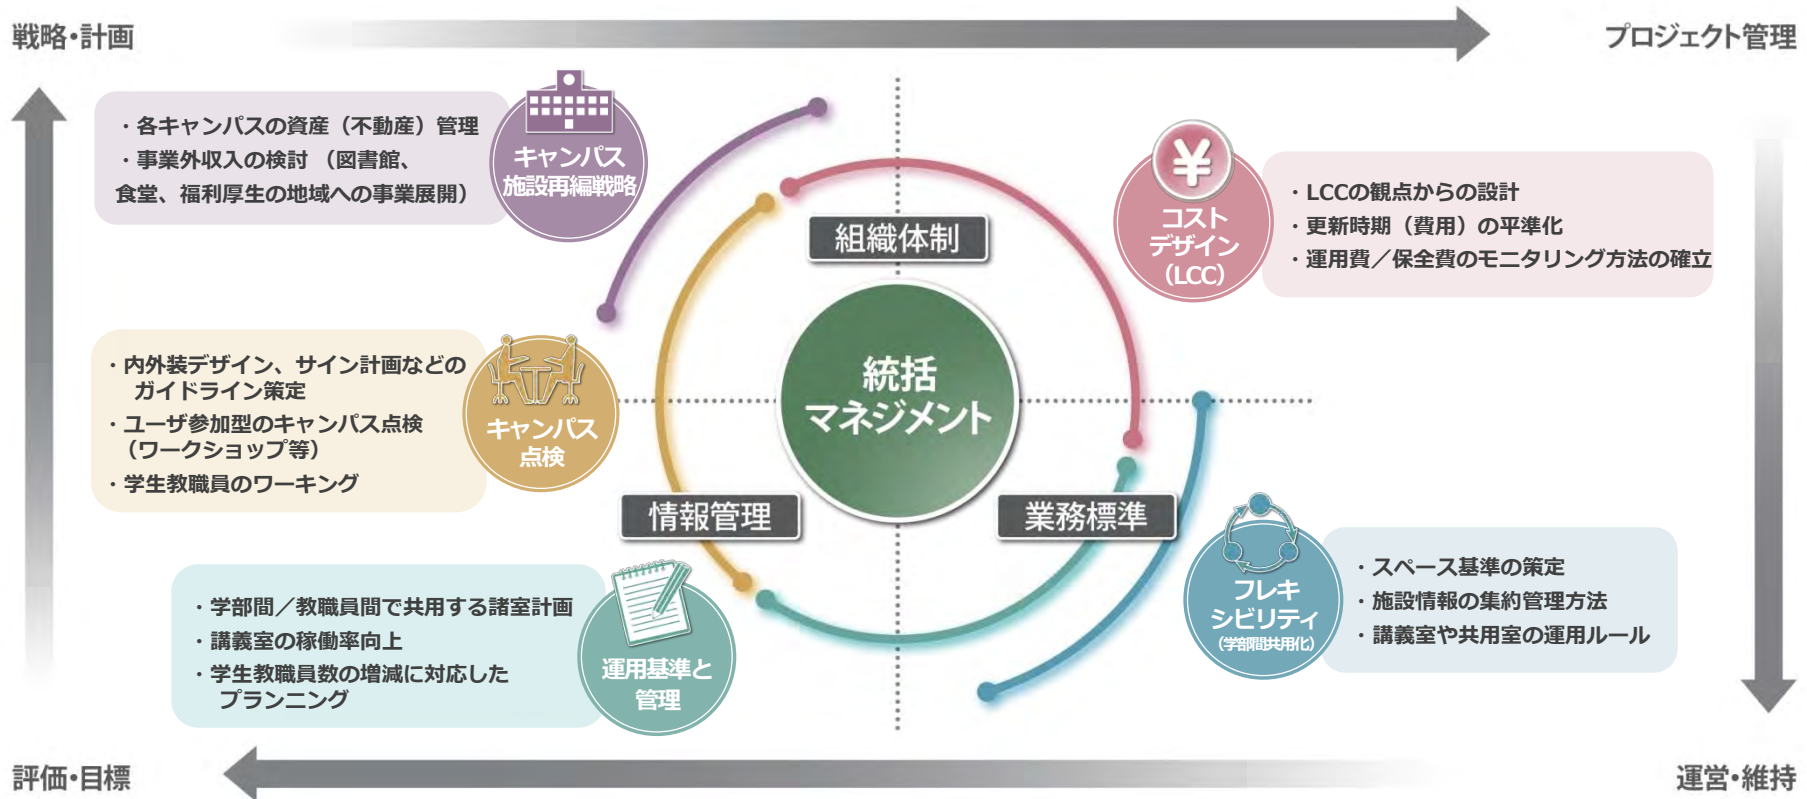 戦略・計画
プロジェクト管理
・各キャンパスの資産（不動産）管理
・事業外収入の検討 （図書館、
食堂、福利厚生の地域への事業展開）
キャンパス
施設再編戦略
¥
コスト
デザイン
（LCC）
・LCCの観点からの設計
・更新時期（費用）の平準化
・運用費／保全費のモニタリング方法の確立
組織体制
統括
マネジメント
・内外装デザイン、サイン計画などの
ガイドライン策定
・ユーザ参加型のキャンパス点検
（ワークショップ等）
・学生教職員のワーキング
キャンパス
点検
情報管理
業務標準
・学部間／教職員間で共用する諸室計画
・講義室の稼働率向上
・学生教職員数の増減に対応した
プランニング
運用基準と
管理
フレキ
シビリティ
（学部間共用化）
・スペース基準の策定
・施設情報の集約管理方法
・講義室や共用室の運用ルール
評価・目標
運営・維持